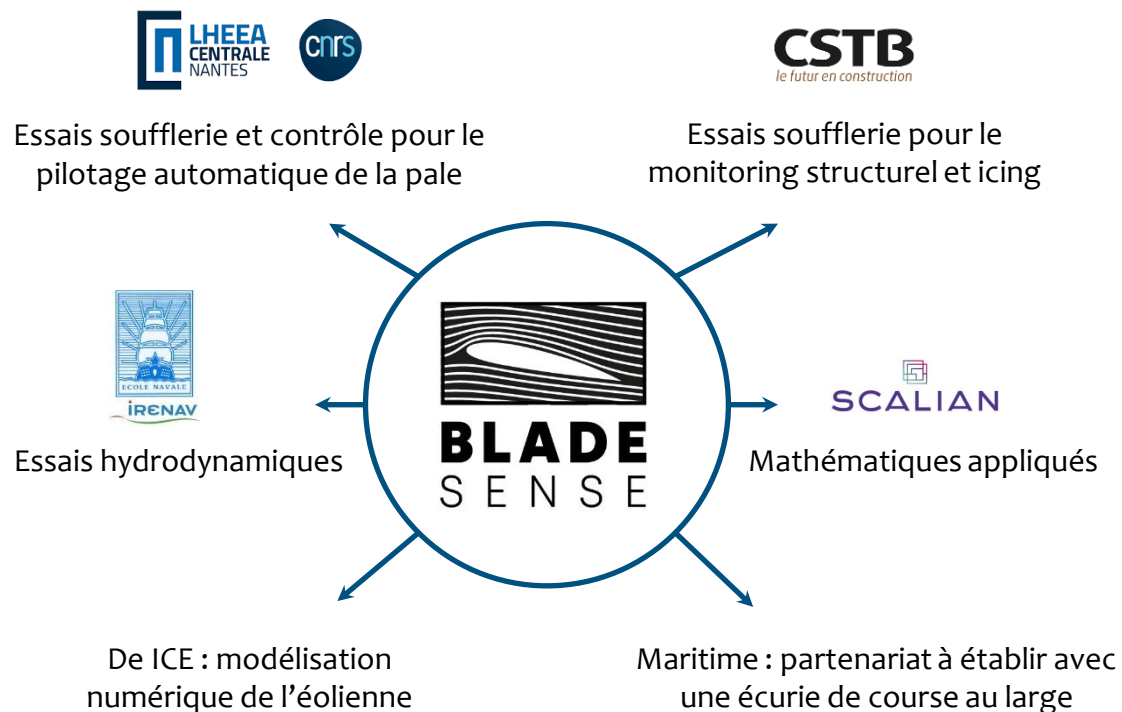 LHEEA
CENTRALE
NANTES
cnrs
CSTB
le futur en construction
Essais soufflerie et contrôle pour le
pilotage automatique de la pale
Essais soufflerie pour le
monitoring structurel et icing
ECOLE NAVALE
IRENAV
Essais hydrodynamiques
BLADE
SENSE
SCALIAN
Mathématiques appliqués
De ICE : modélisation
numérique de l’éolienne
Maritime : partenariat à établir avec
une écurie de course au large